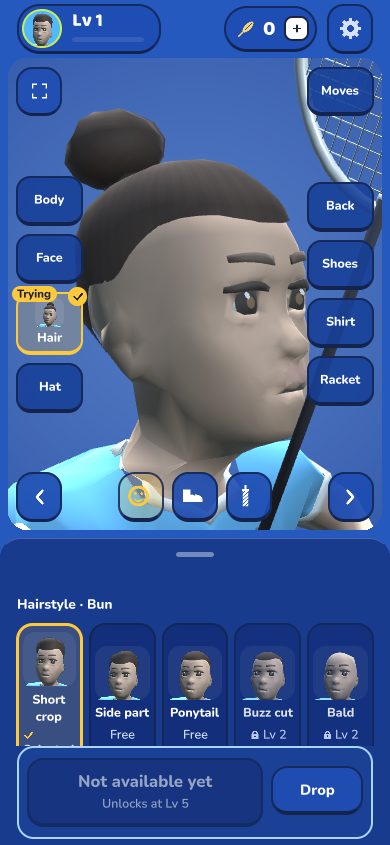 Lv 1
0
+
Moves
Body
Back
Face
Shoes
Trying
Hair
Shirt
Hat
Racket
Hairstyle · Bun
Short crop
Side part
Free
Ponytail
Free
Buzz cut
Lv 2
Bald
Lv 2
Not available yet
Unlocks at Lv 5
Drop